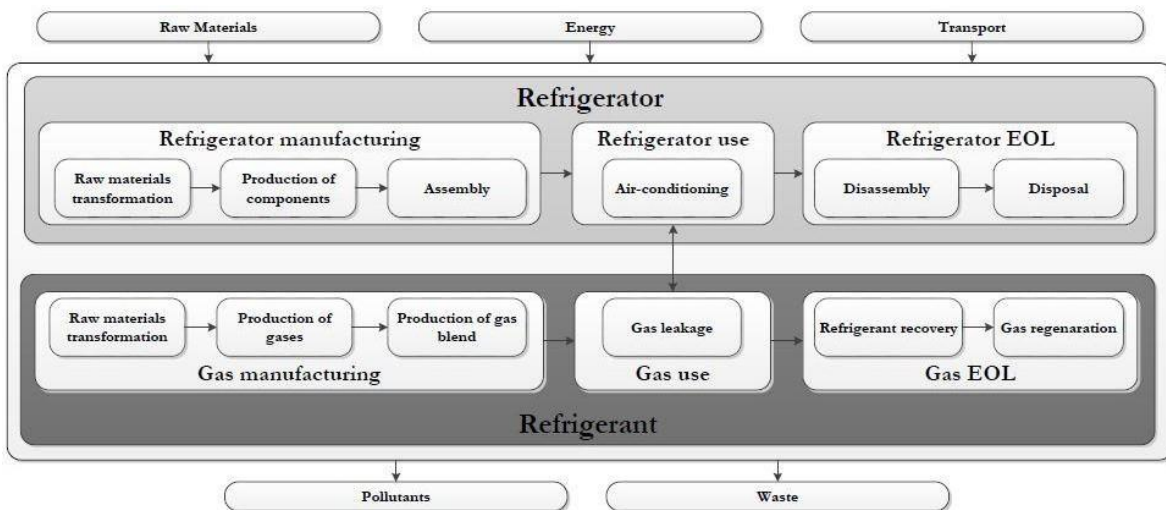 Raw Materials
Energy
Transport
Refrigerator
Refrigerator manufacturing
Raw materials
transformation
Production of
components
Assembly
Refrigerator use
Air-conditioning
Refrigerator EOL
Disassembly
Disposal
Raw materials
transformation
Production of
gases
Production of gas
blend
Gas manufacturing
Gas leakage
Gas use
Refrigerant recovery
Gas regenaration
Gas EOL
Refrigerant
Pollutants
Waste